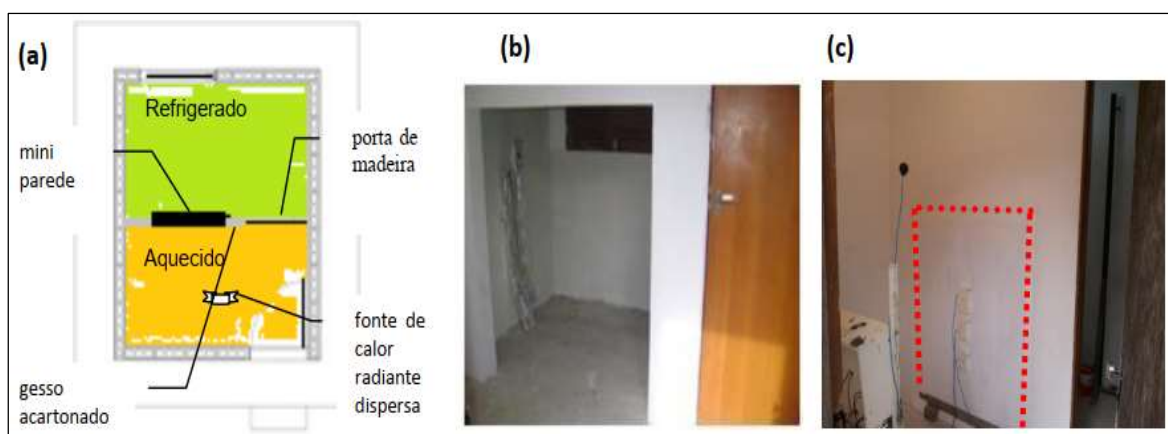 (a)
(b)
(c)
Refrigerado
mini
parede
porta de
madeira
Aquecido
gesso
acartonado
fonte de
calor
radiante
dispersa